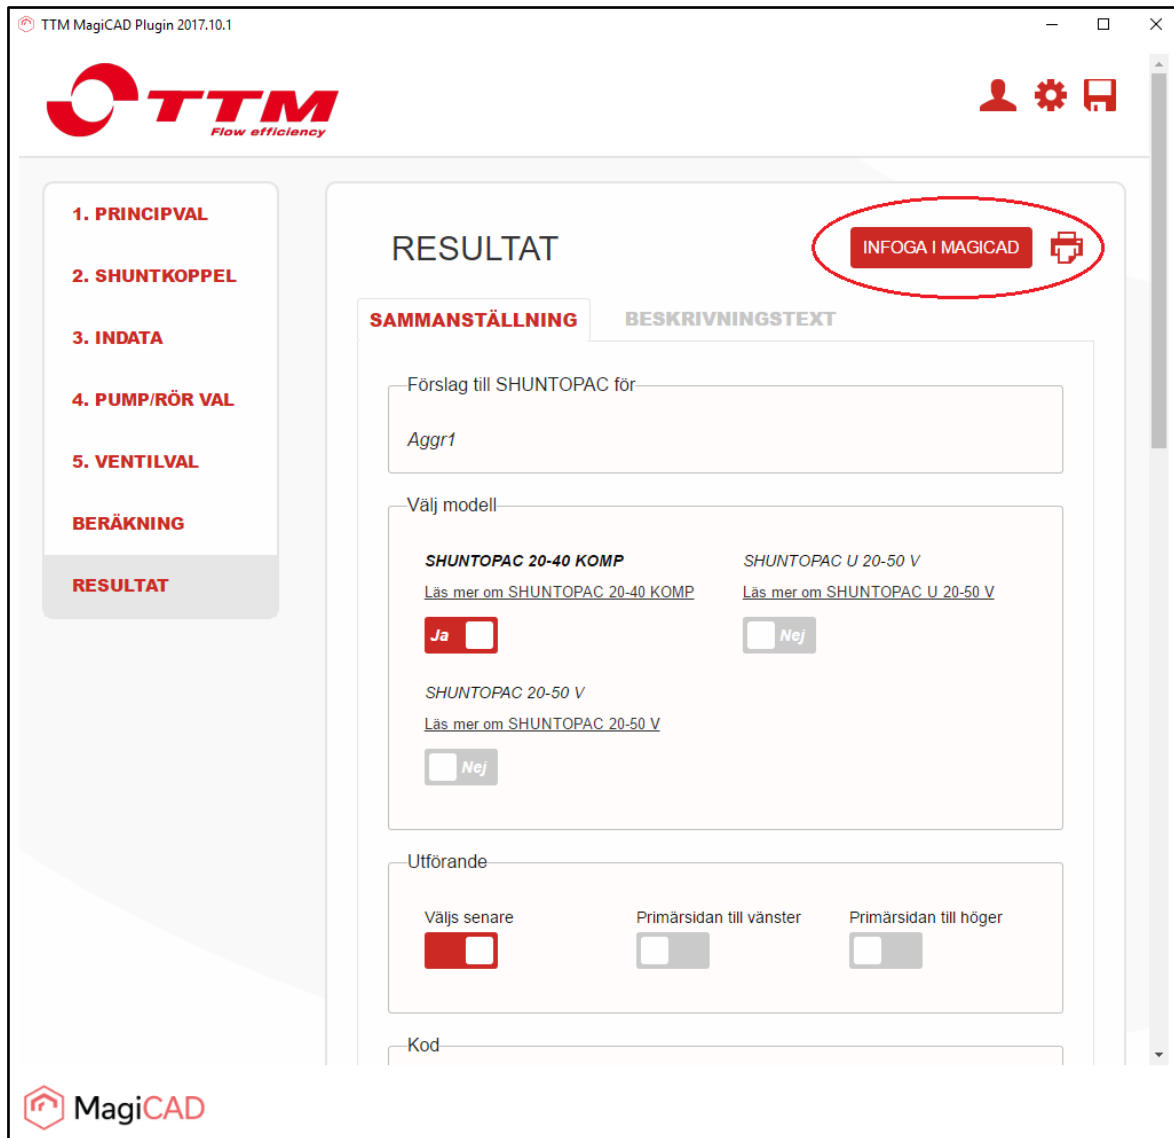 TTM MagiCAD Plugin 2017.10.1
TTM
Flow efficiency
1. PRINCIPVAL
2. SHUNTKOPPEL
3. INDATA
4. PUMP/RÖR VAL
5. VENTILVAL
BERÄKNING
RESULTAT
RESULTAT
INFOGA I MAGICAD
SAMMANSTÄLLNING
BESKRIVNINGSTEXT
Förslag till SHUNTOPAC för
Aggr1
Välj modell
SHUNTOPAC 20-40 KOMP
Läs mer om SHUNTOPAC 20-40 KOMP
Ja
SHUNTOPAC U 20-50 V
Läs mer om SHUNTOPAC U 20-50 V
Nej
SHUNTOPAC 20-50 V
Läs mer om SHUNTOPAC 20-50 V
Nej
Utförande
Väljs senare
Primärsidan till vänster
Primärsidan till höger
Kod
MagiCAD